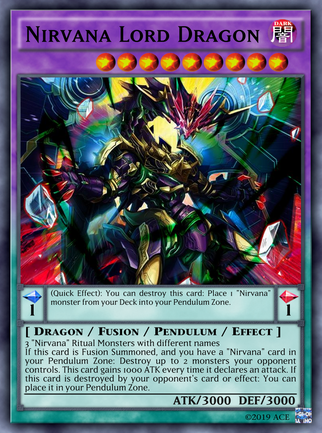 NIRVANA LORD DRAGON
DARK
闇
(Quick Effect): You can destroy this card: Place 1 "Nirvana"
monster from your Deck into your Pendulum Zone.
1
1
[ DRAGON / FUSION / PENDULUM / EFFECT ]
3 "Nirvana" Ritual Monsters with different names
If this card is Fusion Summoned, and you have a "Nirvana" card in
your Pendulum Zone: Destroy up to 2 monsters your opponent
controls. This card gains 1000 ATK every time it declares an attack. If
this card is destroyed by your opponent's card or effect: You can
place it in your Pendulum Zone.
ATK/3000 DEF/3000
©2019 ACE